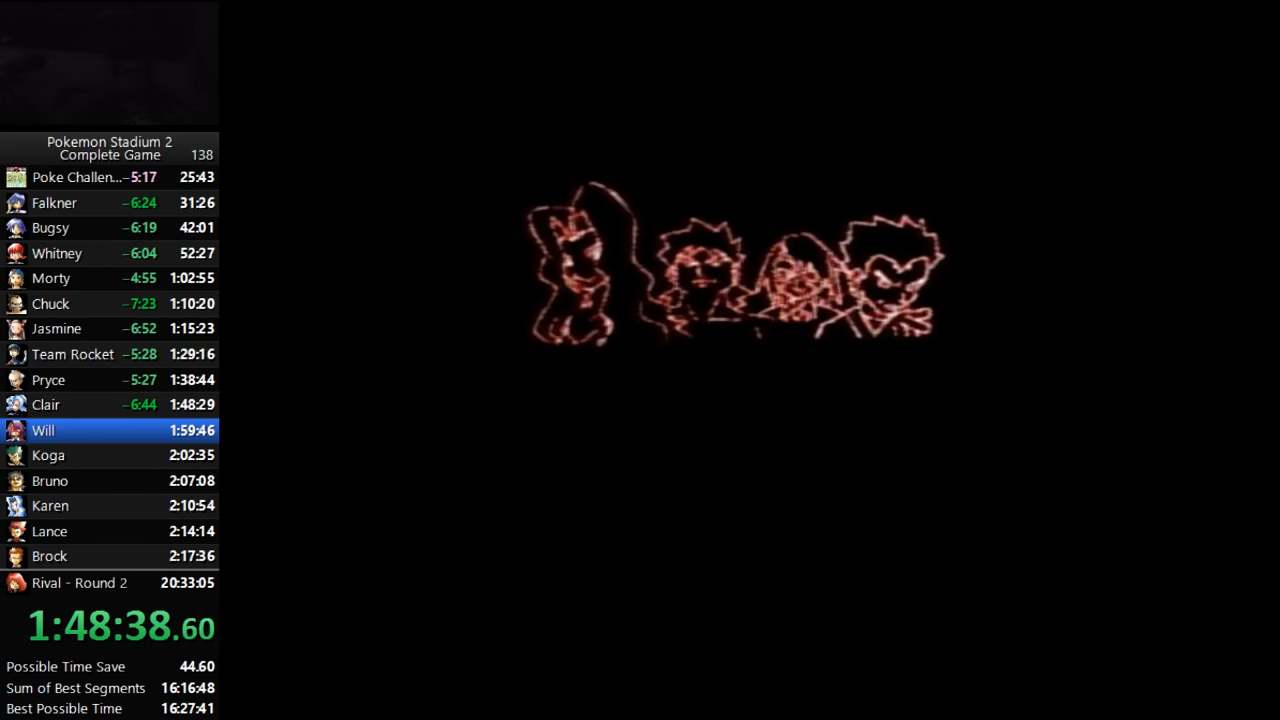 Pokemon Stadium 2
Complete Game 138
Poke Challen... −5:17 25:43
Falkner −6:24 31:26
Bugsy −6:19 42:01
Whitney −6:04 52:27
Morty −4:55 1:02:55
Chuck −7:23 1:10:20
Jasmine −6:52 1:15:23
Team Rocket −5:28 1:29:16
Pryce −5:27 1:38:44
Clair −6:44 1:48:29
Will 1:59:46
Koga 2:02:35
Bruno 2:07:08
Karen 2:10:54
Lance 2:14:14
Brock 2:17:36
Rival - Round 2 20:33:05
1:48:38.60
Possible Time Save 44.60
Sum of Best Segments 16:16:48
Best Possible Time 16:27:41